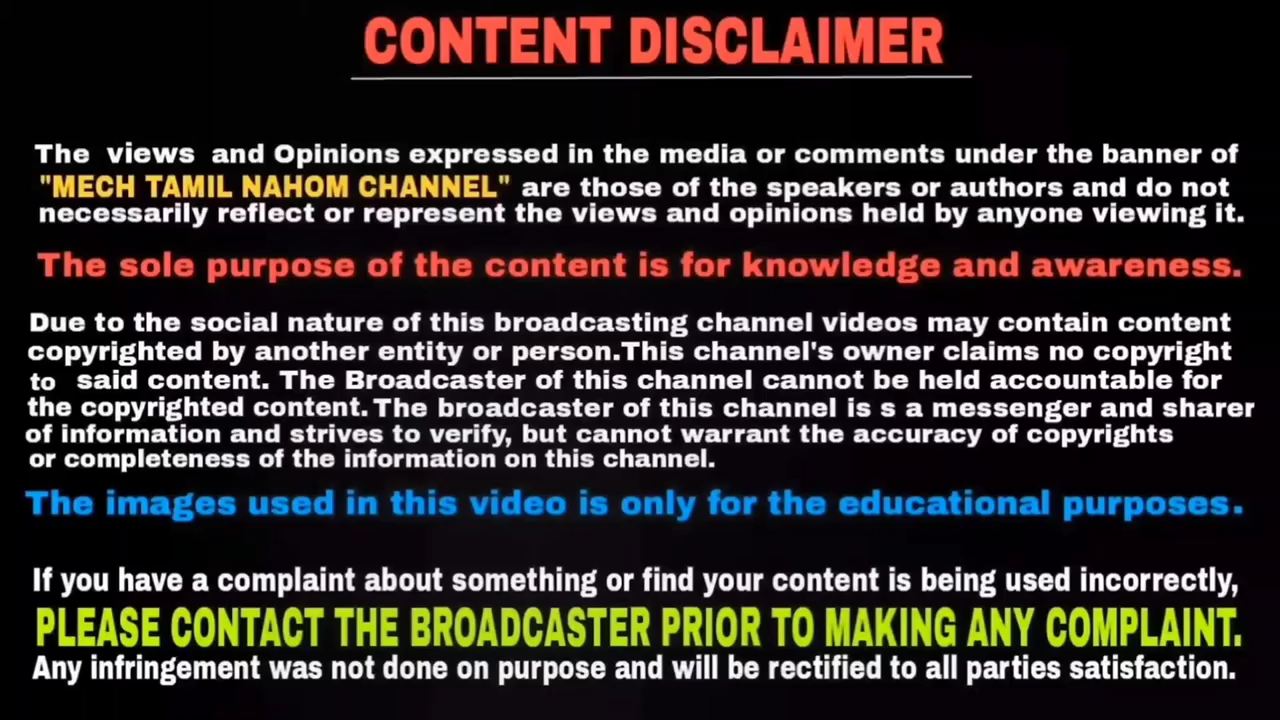 CONTENT DISCLAIMER
The views and Opinions expressed in the media or comments under the banner of
"MECH TAMIL NAHOM CHANNEL" are those of the speakers or authors and do not
necessarily reflect or represent the views and opinions held by anyone viewing it.
The sole purpose of the content is for knowledge and awareness.
Due to the social nature of this broadcasting channel videos may contain content
copyrighted by another entity or person.This channel's owner claims no copyright
to said content. The Broadcaster of this channel cannot be held accountable for
the copyrighted content. The broadcaster of this channel is s a messenger and sharer
of information and strives to verify, but cannot warrant the accuracy of copyrights
or completeness of the information on this channel.
The images used in this video is only for the educational purposes.
If you have a complaint about something or find your content is being used incorrectly,
PLEASE CONTACT THE BROADCASTER PRIOR TO MAKING ANY COMPLAINT.
Any infringement was not done on purpose and will be rectified to all parties satisfaction.